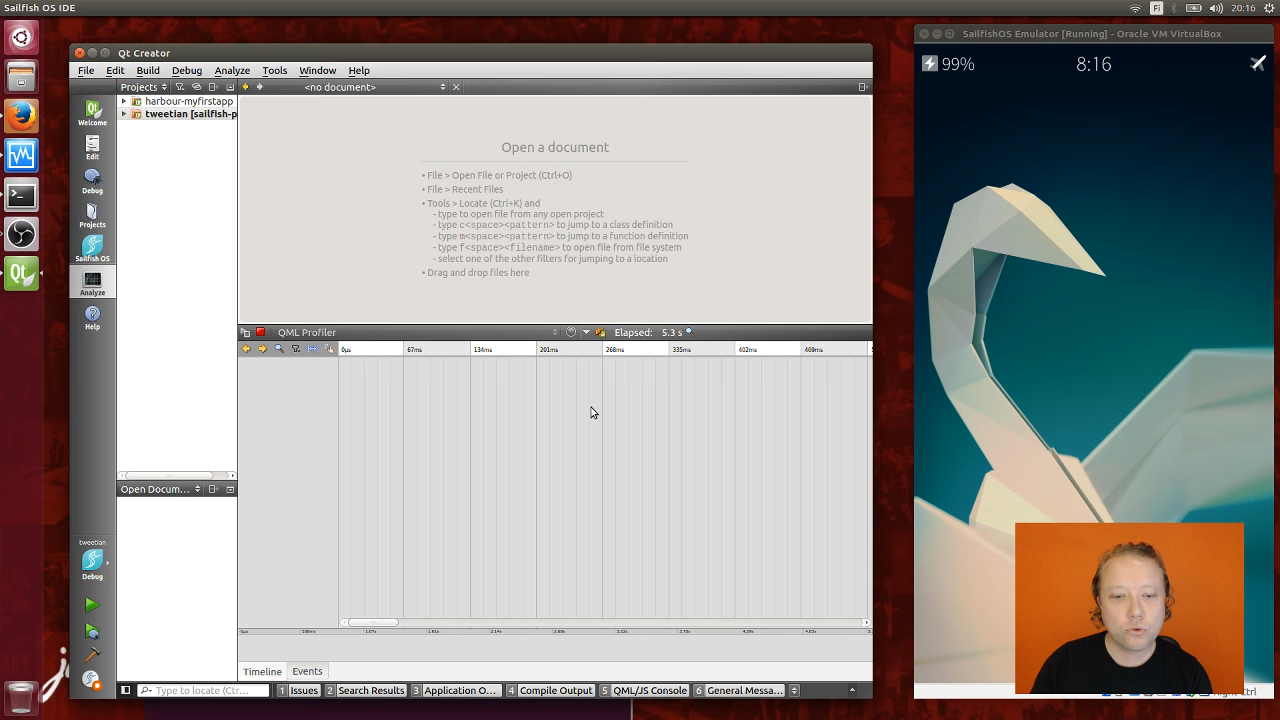 Sailfish OS IDE
Fi
20:16
Qt Creator
File Edit Build Debug Analyze Tools Window Help
Projects
<no document>
Welcome
Edit
Debug
Projects
Sailfish OS
Analyze
Help
harbour-myfirstapp
tweetian [sailfish-p
Open a document
• File > Open File or Project (Ctrl+O)
• File > Recent Files
• Tools > Locate (Ctrl+K) and
- type to open file from any open project
- type c<space><pattern> to jump to a class definition
- type m<space><pattern> to jump to a function definition
- type f<space><filename> to open file from file system
- select one of the other filters for jumping to a location
• Drag and drop files here
QML Profiler
Elapsed: 5.3 s
0µs 67ms 134ms 201ms 268ms 335ms 402ms 469ms
Open Docum...
tweetian
Debug
Timeline Events
Type to locate (Ctr...
1 Issues 2 Search Results 3 Application O... 4 Compile Output 5 QML/JS Console 6 General Messa...
SailfishOS Emulator [Running] - Oracle VM VirtualBox
99%
8:16
Ctrl